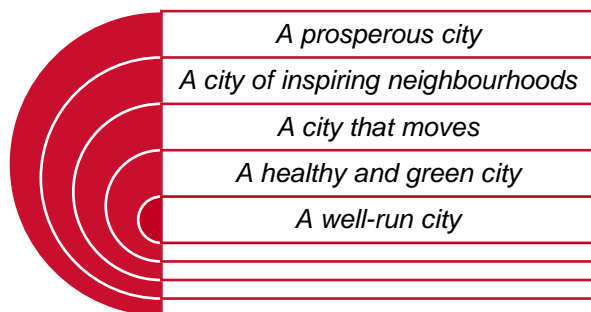 A prosperous city
A city of inspiring neighbourhoods
A city that moves
A healthy and green city
A well-run city